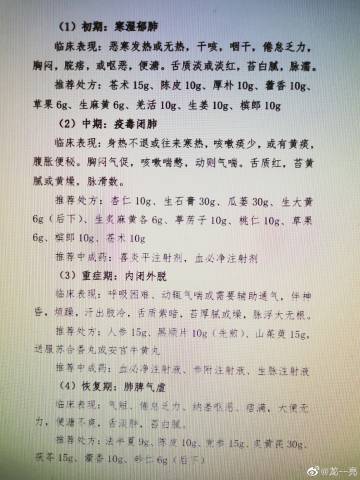 （1）初期：寒湿郁肺
临床表现：恶寒发热或无热，干咳，咽干，倦怠乏力，
胸闷，脘痞，或呕恶，便溏。舌质淡或淡红，苔白腻，脉濡。
推荐处方：苍术 15g、陈皮 10g、厚朴 10g、藿香 10g、
草果 6g、生麻黄 6g、羌活 10g、生姜 10g、槟郎 10g
（2）中期：疫毒闭肺
临床表现：身热不退或往来寒热，咳嗽痰少，或有黄痰，
腹胀便秘。胸闷气促，咳嗽喘憋，动则气喘。舌质红，苔黄
腻或黄燥，脉滑数。
推荐处方：杏仁 10g、生石膏 30g、瓜蒌 30g、生大黄
6g（后下）、生炙麻黄各 6g、葶苈子 10g、桃仁 10g、草果
6g、槟郎 10g、苍术 10g
推荐中成药：喜炎平注射剂，血必净注射剂
（3）重症期：内闭外脱
临床表现：呼吸困难、动辄气喘或需要辅助通气，伴神
昏，烦躁，汗出肢冷，舌质紫暗，苔厚腻或燥，脉浮大无根。
推荐处方：人参 15g、黑顺片 10g（先煎）、山茱萸 15g，
送服苏合香丸或安宫牛黄丸
推荐中成药：血必净注射液、参附注射液、生脉注射液
（4）恢复期：肺脾气虚
临床表现：气短、倦怠乏力、纳差呕恶、痞满，大便无
力，便溏不爽，舌淡胖，苔白腻。
推荐处方：法半夏 9g、陈皮 10g、党参 15g、炙黄芪 30g、
茯苓 15g、藿香 10g、砂仁 6g（后下）
@龙一亮